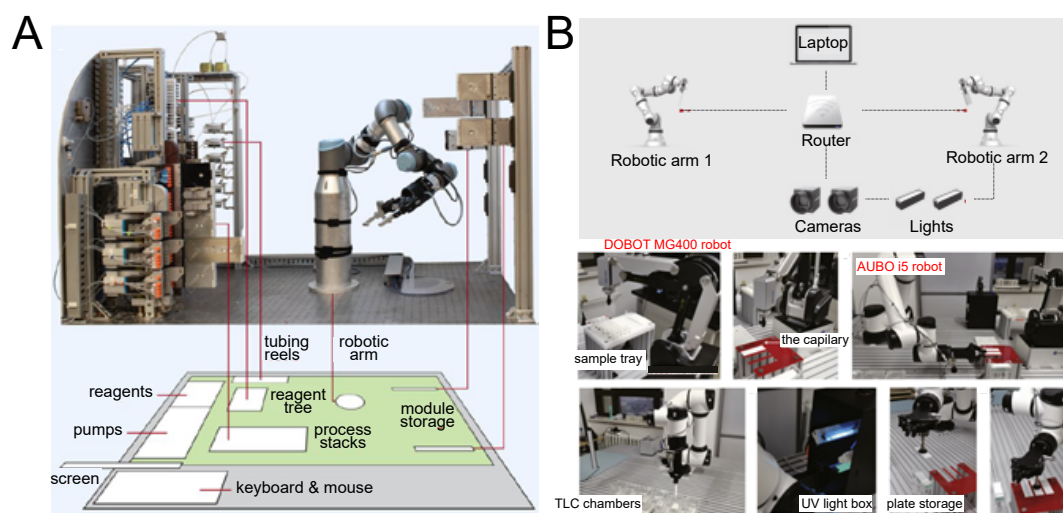 A
B
Laptop
Router
Robotic arm 1
Robotic arm 2
Cameras
Lights
DOBOT MG400 robot
AUBO i5 robot
sample tray
the capilary
tubing
reels
robotic
arm
reagents
reagent
tree
module
storage
pumps
process
stacks
screen
keyboard & mouse
TLC chambers
UV light box
plate storage